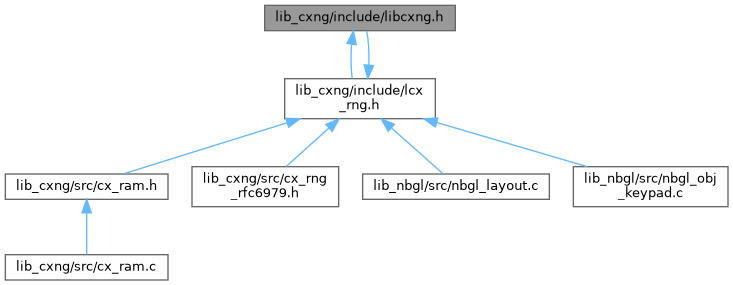 lib_cxng/include/libcxng.h
lib_cxng/include/lcx
_rng.h
lib_cxng/src/cx_ram.h
lib_cxng/src/cx_rng
_rfc6979.h
lib_nbgl/src/nbgl_layout.c
lib_nbgl/src/nbgl_obj
_keypad.c
lib_cxng/src/cx_ram.c